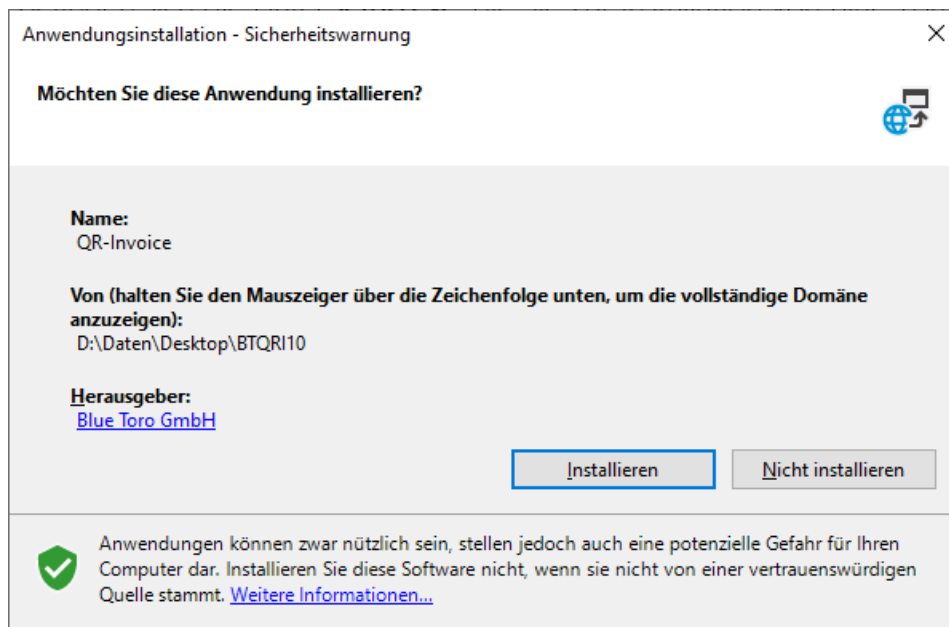 Anwendungsinstallation - Sicherheitswarnung
Möchten Sie diese Anwendung installieren?
Name:
QR-Invoice
Von (halten Sie den Mauszeiger über die Zeichenfolge unten, um die vollständige Domäne
anzuzeigen):
D:\Daten\Desktop\BTQRI10
Herausgeber:
Blue Toro GmbH
Installieren
Nicht installieren
Anwendungen können zwar nützlich sein, stellen jedoch auch eine potenzielle Gefahr für Ihren
Computer dar. Installieren Sie diese Software nicht, wenn sie nicht von einer vertrauenswürdigen
Quelle stammt. Weitere Informationen...